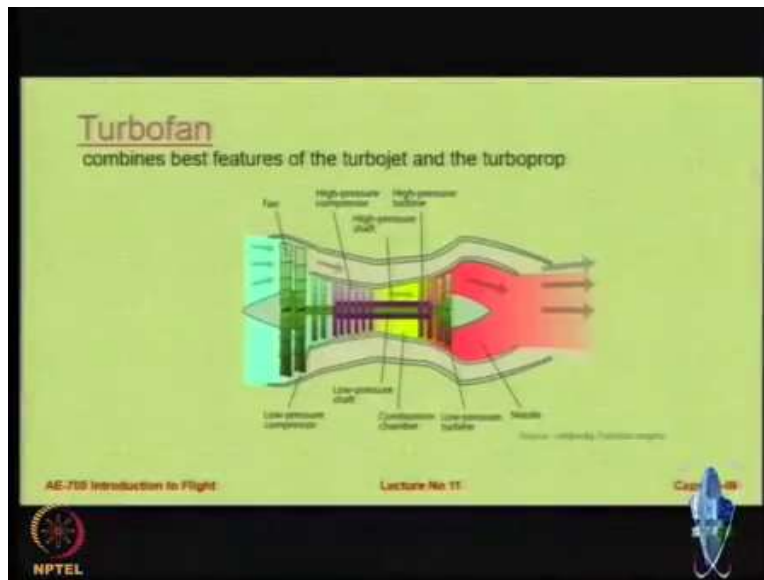 Turbofan
combines best features of the turbojet and the turboprop
High-pressure
compressor
High-pressure
turbine
Fan
High-pressure
shaft
Low-pressure
shaft
Low-pressure
compressor
Combustion
chamber
Low-pressure
turbine
Nozzle
Source
AE-705 Introduction to Flight
Lecture No 11
NPTEL